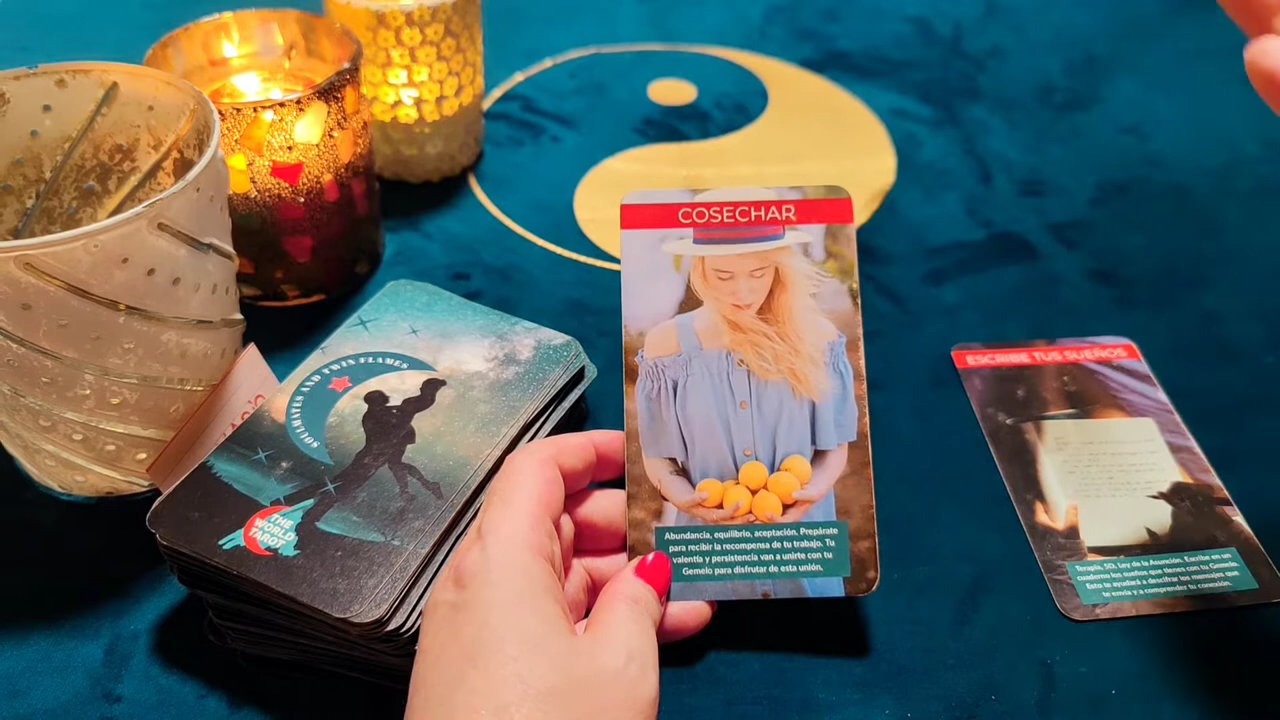 COSECHAR
Abundancia, equilibrio, aceptación. Prepárate
para recibir la recompensa de tu trabajo. Tu
valentía y persistencia van a unirte con tu
Gemelo para disfrutar de esta unión.
ESCRIBE TUS SUEÑOS
Terapia, 5D, Ley de la Asunción. Escribe en un
cuaderno los sueños que tienes con tu Gemelo.
Esto te ayudará a descifrar los mensajes que
te envía y a comprender tu conexión.
SOULMATES AND TWIN FLAMES
THE
WORLD
TAROT